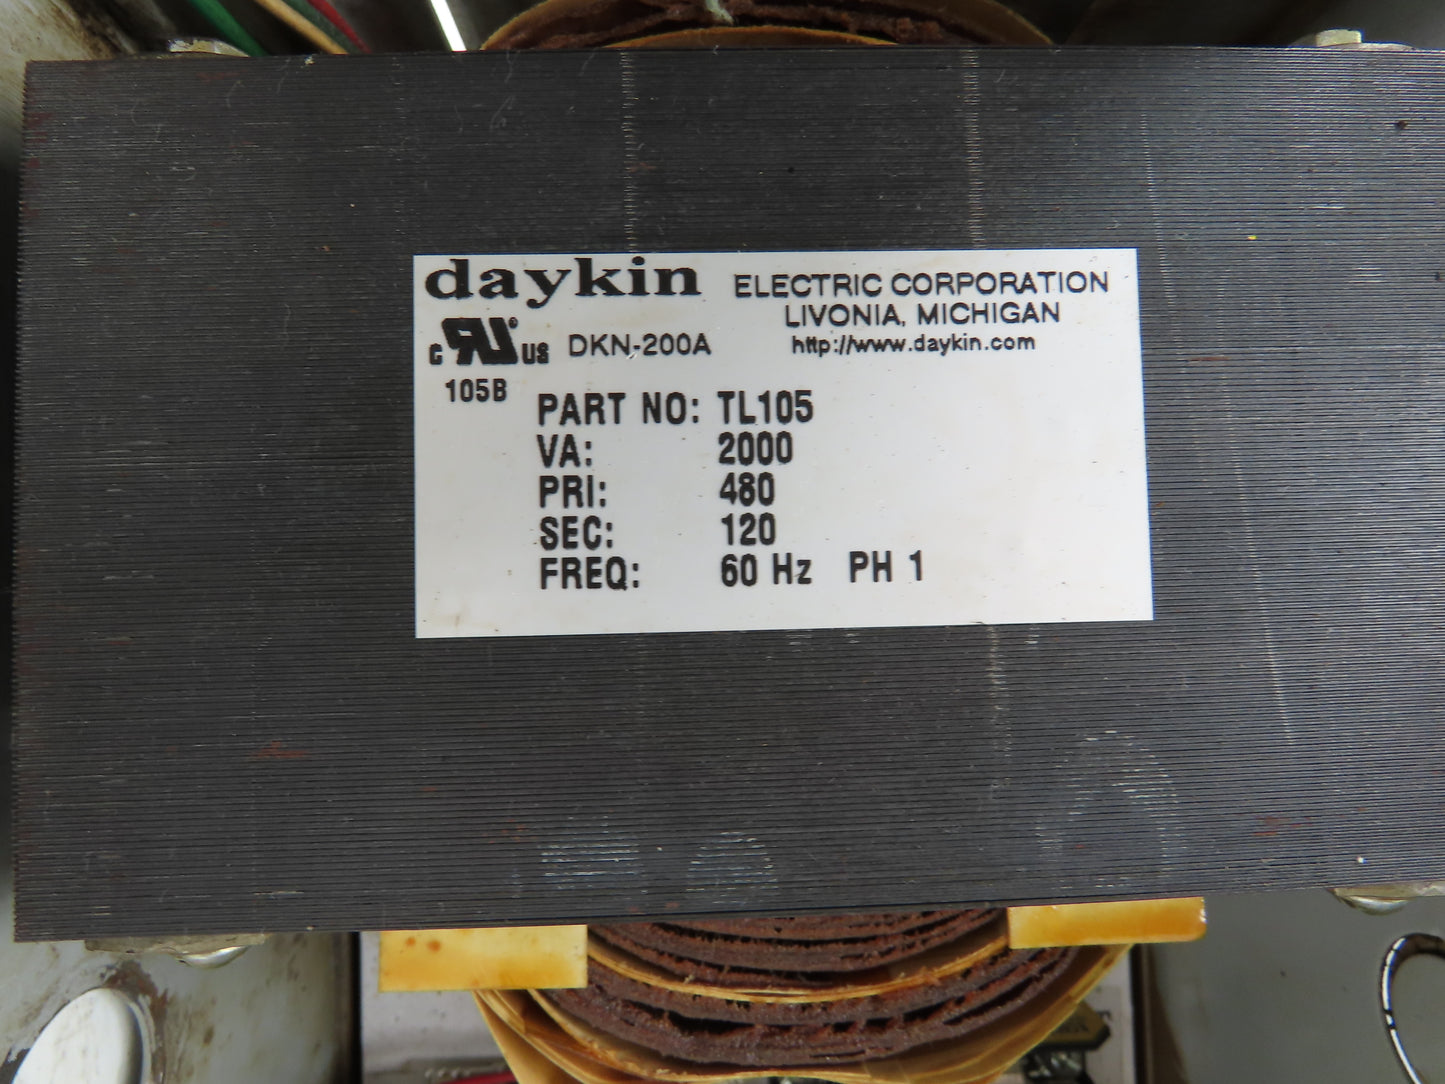 daykin ELECTRIC CORPORATION
LIVONIA, MICHIGAN
c RU® US DKN-200A http://www.daykin.com
105B
PART NO: TL105
VA: 2000
PRI: 480
SEC: 120
FREQ: 60 Hz PH 1